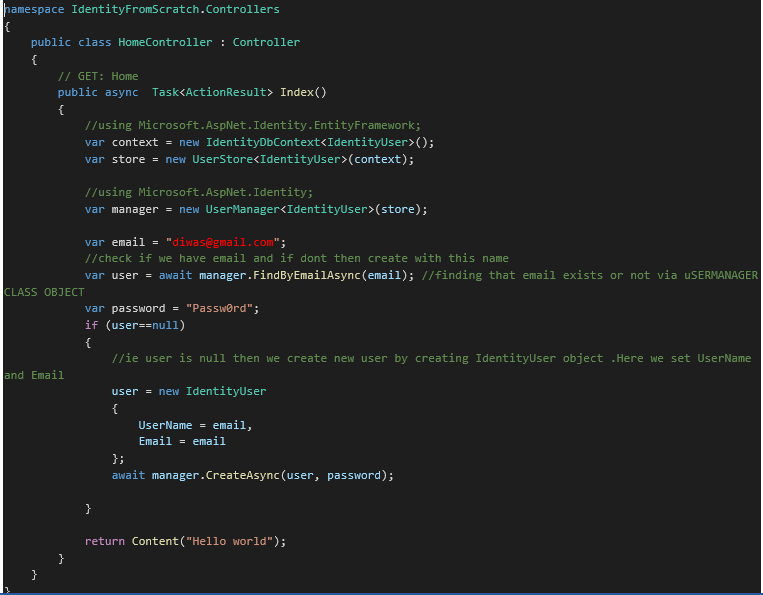 namespace IdentityFromScratch.Controllers
{
    public class HomeController : Controller
    {
        // GET: Home
        public async  Task<ActionResult> Index()
        {
            //using Microsoft.AspNet.Identity.EntityFramework;
            var context = new IdentityDbContext<IdentityUser>();
            var store = new UserStore<IdentityUser>(context);

            //using Microsoft.AspNet.Identity;
            var manager = new UserManager<IdentityUser>(store);

            var email = "diwas@gmail.com";
            //check if we have email and if dont then create with this name
            var user = await manager.FindByEmailAsync(email); //finding that email exists or not via uSERMANAGER
CLASS OBJECT
            var password = "Passw0rd";
            if (user==null)
            {
                //ie user is null then we create new user by creating IdentityUser object .Here we set UserName
and Email
                user = new IdentityUser
                {
                    UserName = email,
                    Email = email
                };
                await manager.CreateAsync(user, password);

            }

            return Content("Hello world");
        }
    }
}